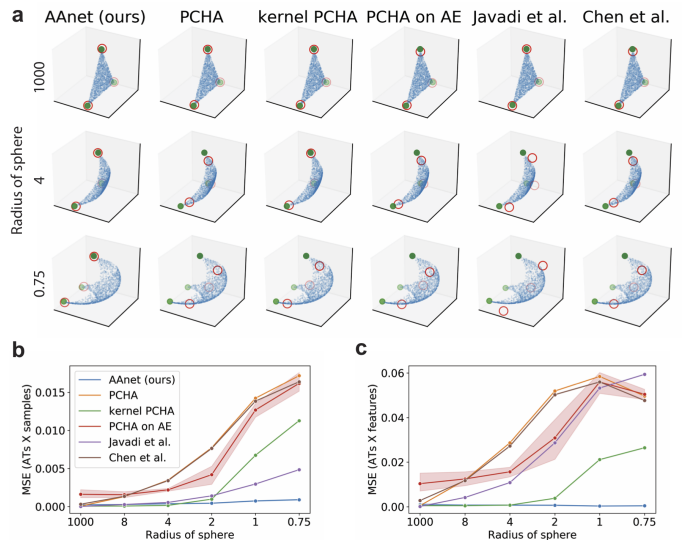 a
AAnet (ours) PCHA kernel PCHA PCHA on AE Javadi et al. Chen et al.
Radius of sphere
1000
4
0.75
b
MSE (ATs X samples)
0.015
0.010
0.005
0.000
AAnet (ours)
PCHA
kernel PCHA
PCHA on AE
Javadi et al.
Chen et al.
1000 8 4 2 1 0.75
Radius of sphere
c
MSE (ATs X features)
0.06
0.04
0.02
0.00
1000 8 4 2 1 0.75
Radius of sphere